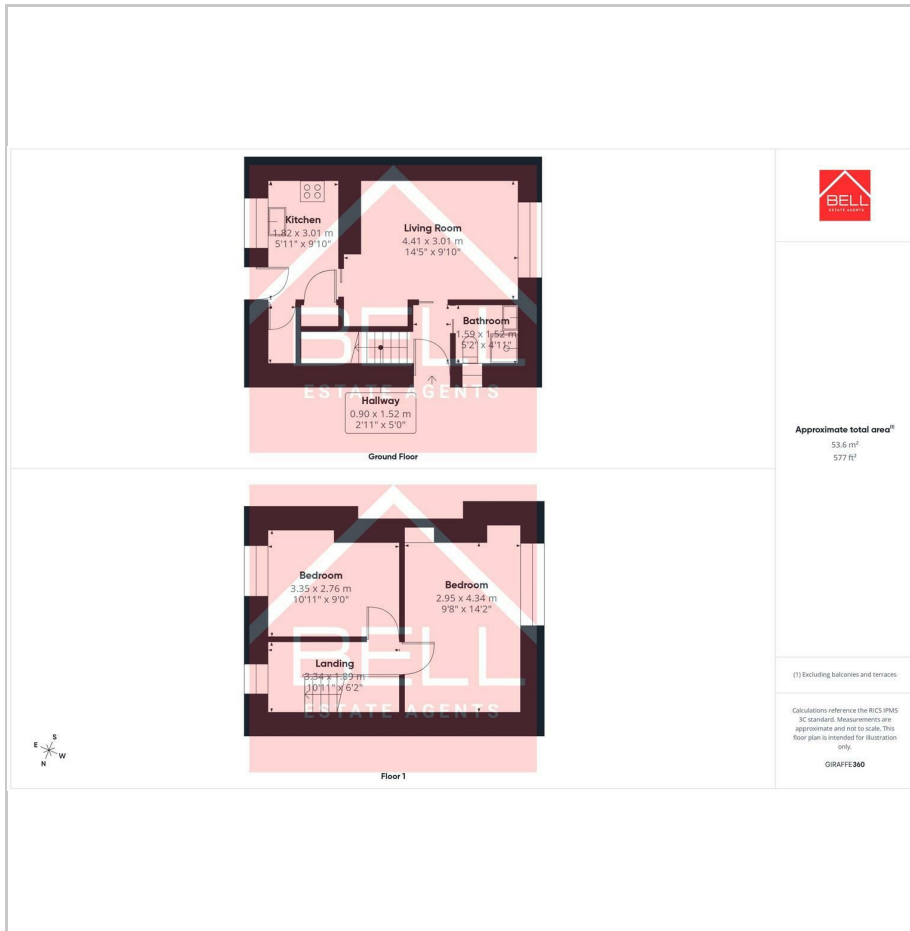 Kitchen
1.82 x 3.01 m
5'11" x 9'10"
Living Room
4.41 x 3.01 m
14'5" x 9'10"
Bathroom
1.59 x 1.52 m
5'2" x 4'11"
BELL
ESTATE AGENTS
Hallway
0.90 x 1.52 m
2'11" x 5'0"
Ground Floor
Bedroom
3.35 x 2.76 m
10'11" x 9'0"
Bedroom
2.95 x 4.34 m
9'8" x 14'2"
BELL
Landing
3.34 x 1.89 m
10'11" x 6'2"
ESTATE AGENTS
Floor 1
E S
N W
BELL
ESTATE AGENTS
Approximate total area(1)
53.6 m²
577 ft²
(1) Excluding balconies and terraces
Calculations reference the RICS IPMS
3C standard. Measurements are
approximate and not to scale. This
floor plan is intended for illustration
only.
GIRAFFE360